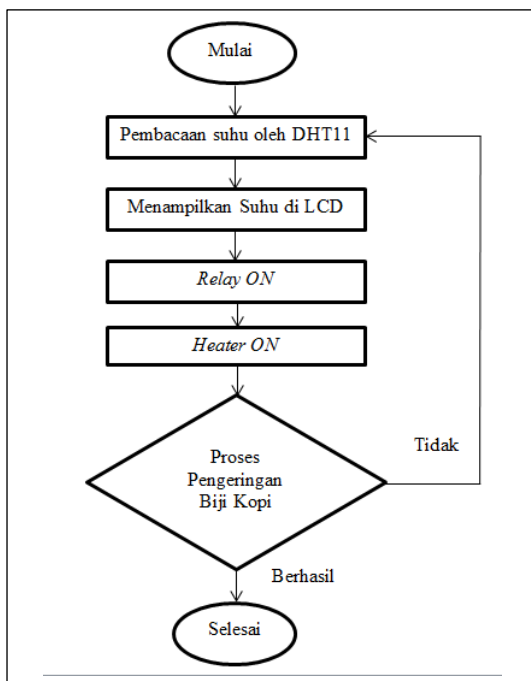 Mulai
Pembacaan suhu oleh DHT11
Menampilkan Suhu di LCD
Relay ON
Heater ON
Proses
Pengeringan
Biji Kopi
Tidak
Berhasil
Selesai